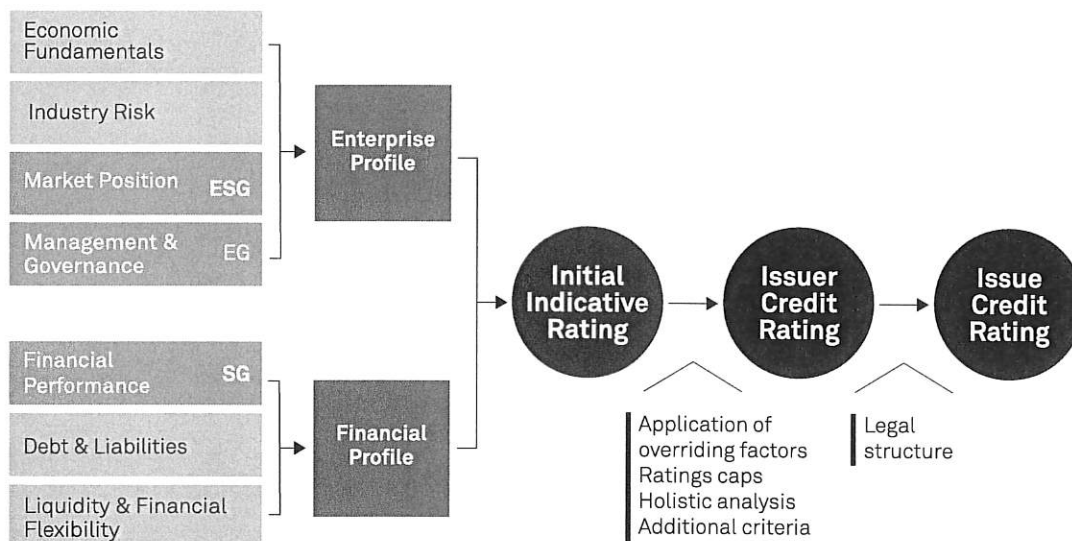 Economic
Fundamentals
Industry Risk
Market Position ESG
Management &
Governance
EG
Enterprise
Profile
Financial
Performance
SG
Debt & Liabilities
Liquidity & Financial
Flexibility
Financial
Profile
Initial
Indicative
Rating
Issuer
Credit
Rating
Issue
Credit
Rating
Application of
overriding factors
Ratings caps
Holistic analysis
Additional criteria
Legal
structure